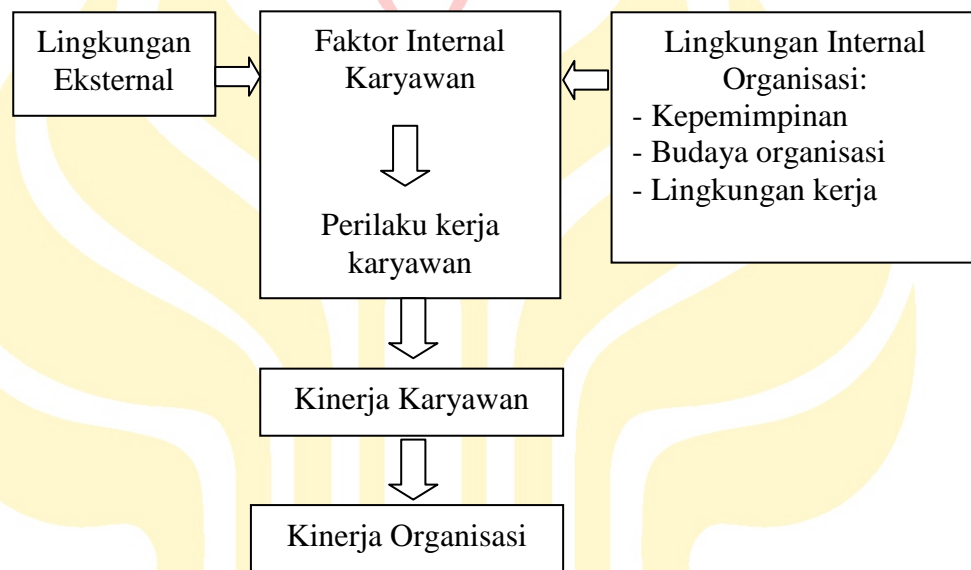 Lingkungan
Eksternal
Faktor Internal
Karyawan
Perilaku kerja
karyawan
Lingkungan Internal
Organisasi:
- Kepemimpinan
- Budaya organisasi
- Lingkungan kerja
Kinerja Karyawan
Kinerja Organisasi